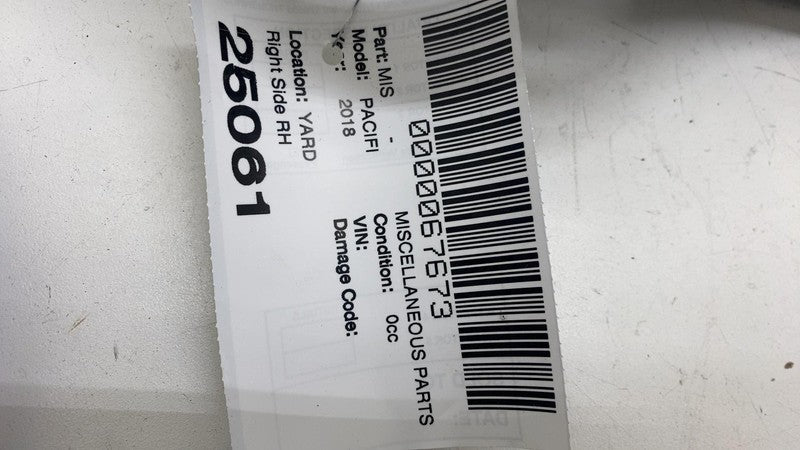 0000067673
Part: MIS - MISCELLANEOUS PARTS
Model: PACIFI Condition: 0cc
Year: 2018 VIN:
Damage Code:
Location: YARD
Right Side RH
25061